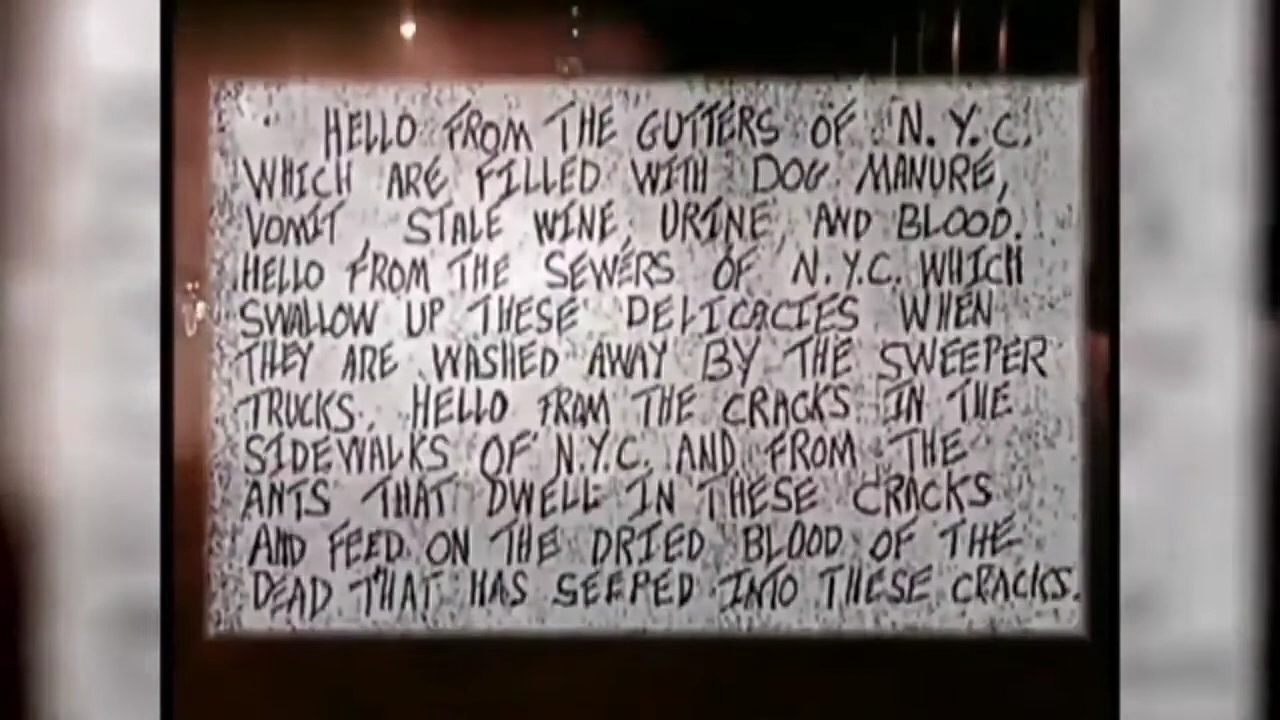 HELLO FROM THE GUTTERS OF N.Y.C.
WHICH ARE FILLED WITH DOG MANURE,
VOMIT, STALE WINE, URINE, AND BLOOD.
HELLO FROM THE SEWERS OF N.Y.C. WHICH
SWALLOW UP THESE DELICACIES WHEN
THEY ARE WASHED AWAY BY THE SWEEPER
TRUCKS. HELLO FROM THE CRACKS IN THE
SIDEWALKS OF N.Y.C. AND FROM THE
ANTS THAT DWELL IN THESE CRACKS
AND FEED ON THE DRIED BLOOD OF THE
DEAD THAT HAS SEEPED INTO THESE CRACKS.